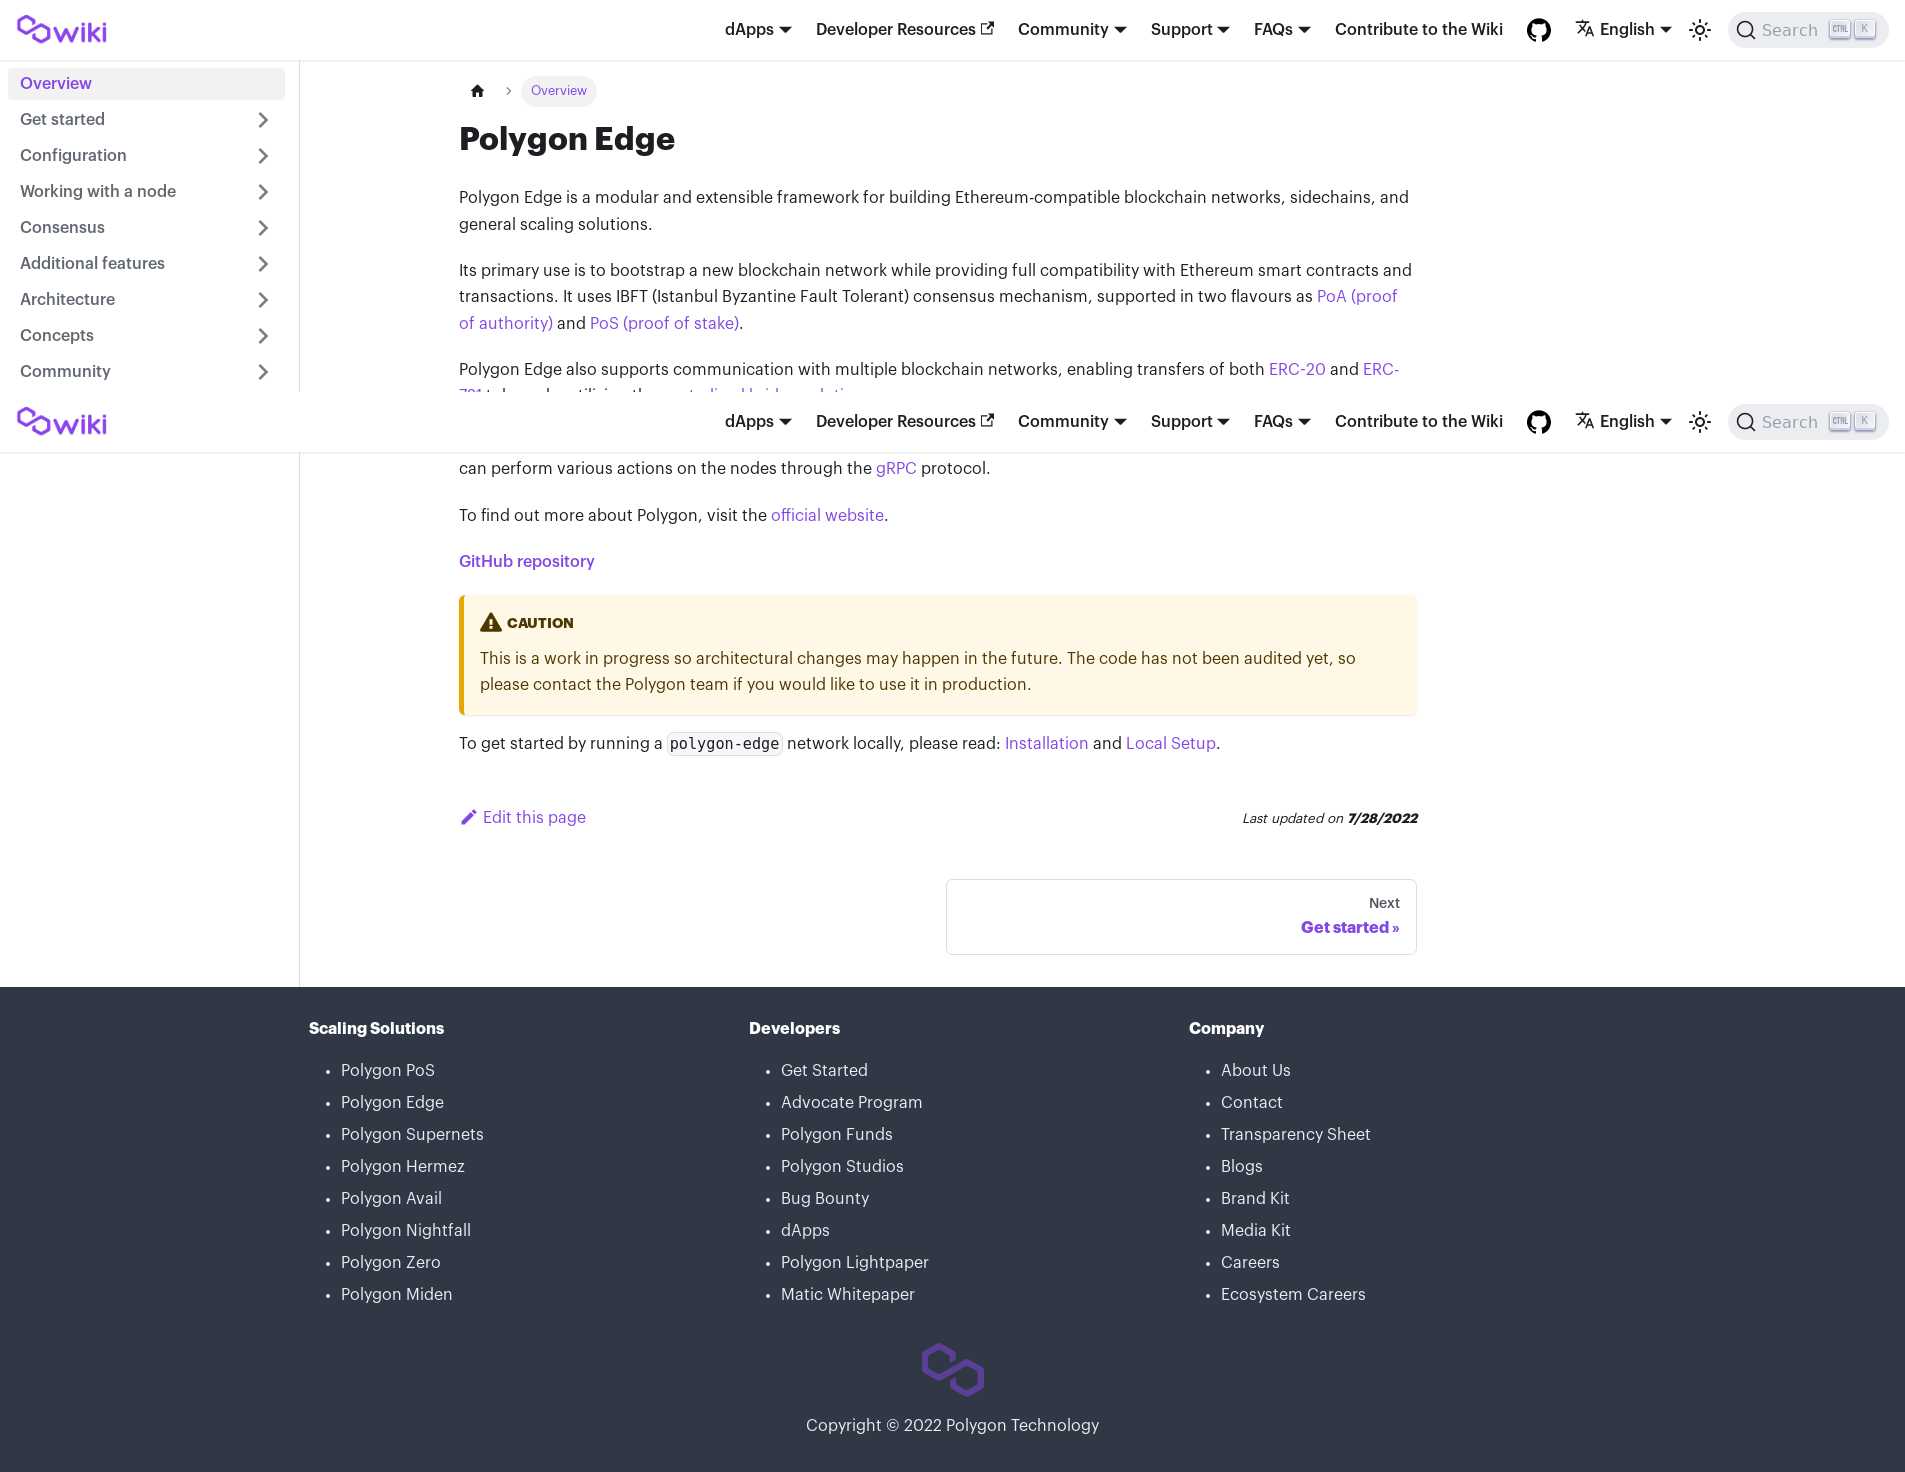 wiki
dApps
Developer Resources
Community
Support
FAQs
Contribute to the Wiki
English
Search
CTRL
K
Overview
Get started
Configuration
Working with a node
Consensus
Additional features
Architecture
Concepts
Community
Overview
Polygon Edge
Polygon Edge is a modular and extensible framework for building Ethereum-compatible blockchain networks, sidechains, and
general scaling solutions.
Its primary use is to bootstrap a new blockchain network while providing full compatibility with Ethereum smart contracts and
transactions. It uses IBFT (Istanbul Byzantine Fault Tolerant) consensus mechanism, supported in two flavours as PoA (proof
of authority) and PoS (proof of stake).
Polygon Edge also supports communication with multiple blockchain networks, enabling transfers of both ERC-20 and ERC-
wiki
dApps
Developer Resources
Community
Support
FAQs
Contribute to the Wiki
English
Search
CTRL
K
can perform various actions on the nodes through the gRPC protocol.
To find out more about Polygon, visit the official website.
GitHub repository
CAUTION
This is a work in progress so architectural changes may happen in the future. The code has not been audited yet, so
please contact the Polygon team if you would like to use it in production.
To get started by running a polygon-edge network locally, please read: Installation and Local Setup.
Edit this page
Last updated on 7/28/2022
Next
Get started »
Scaling Solutions
Polygon PoS
Polygon Edge
Polygon Supernets
Polygon Hermez
Polygon Avail
Polygon Nightfall
Polygon Zero
Polygon Miden
Developers
Get Started
Advocate Program
Polygon Funds
Polygon Studios
Bug Bounty
dApps
Polygon Lightpaper
Matic Whitepaper
Company
About Us
Contact
Transparency Sheet
Blogs
Brand Kit
Media Kit
Careers
Ecosystem Careers
Copyright © 2022 Polygon Technology